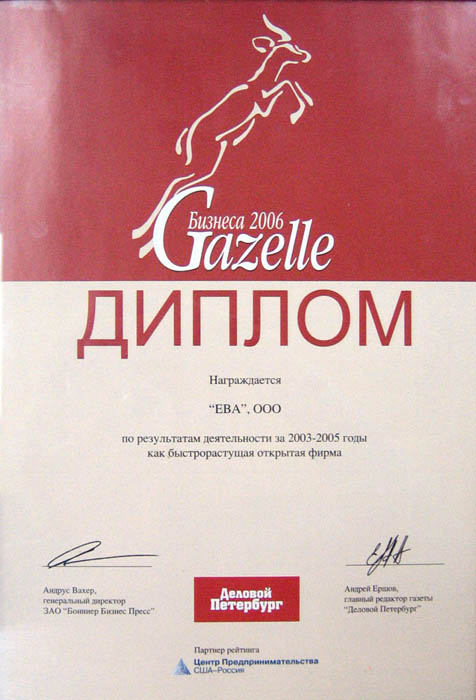 Бизнеса 2006
Gazelle
ДИПЛОМ
Награждается
“ЕВА”, ООО
по результатам деятельности за 2003-2005 годы
как быстрорастущая открытая фирма
Андрус Вахер,
генеральный директор
ЗАО “Бонниер Бизнес Пресс”
Деловой
Петербург
Андрей Ершов,
главный редактор газеты
“Деловой Петербург”
Партнер рейтинга
Центр Предпринимательства
США–Россия